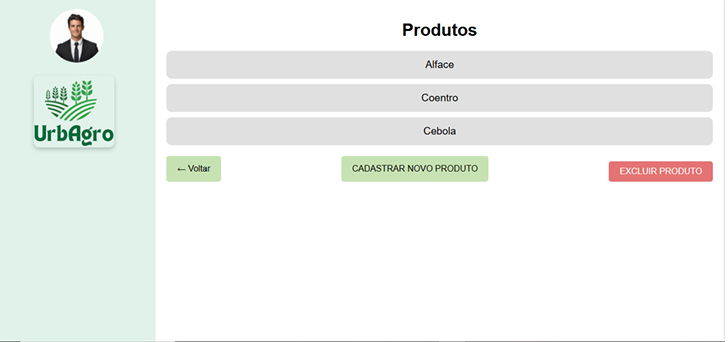 UrbAgro
Produtos
Alface
Coentro
Cebola
← Voltar
CADASTRAR NOVO PRODUTO
EXCLUIR PRODUTO